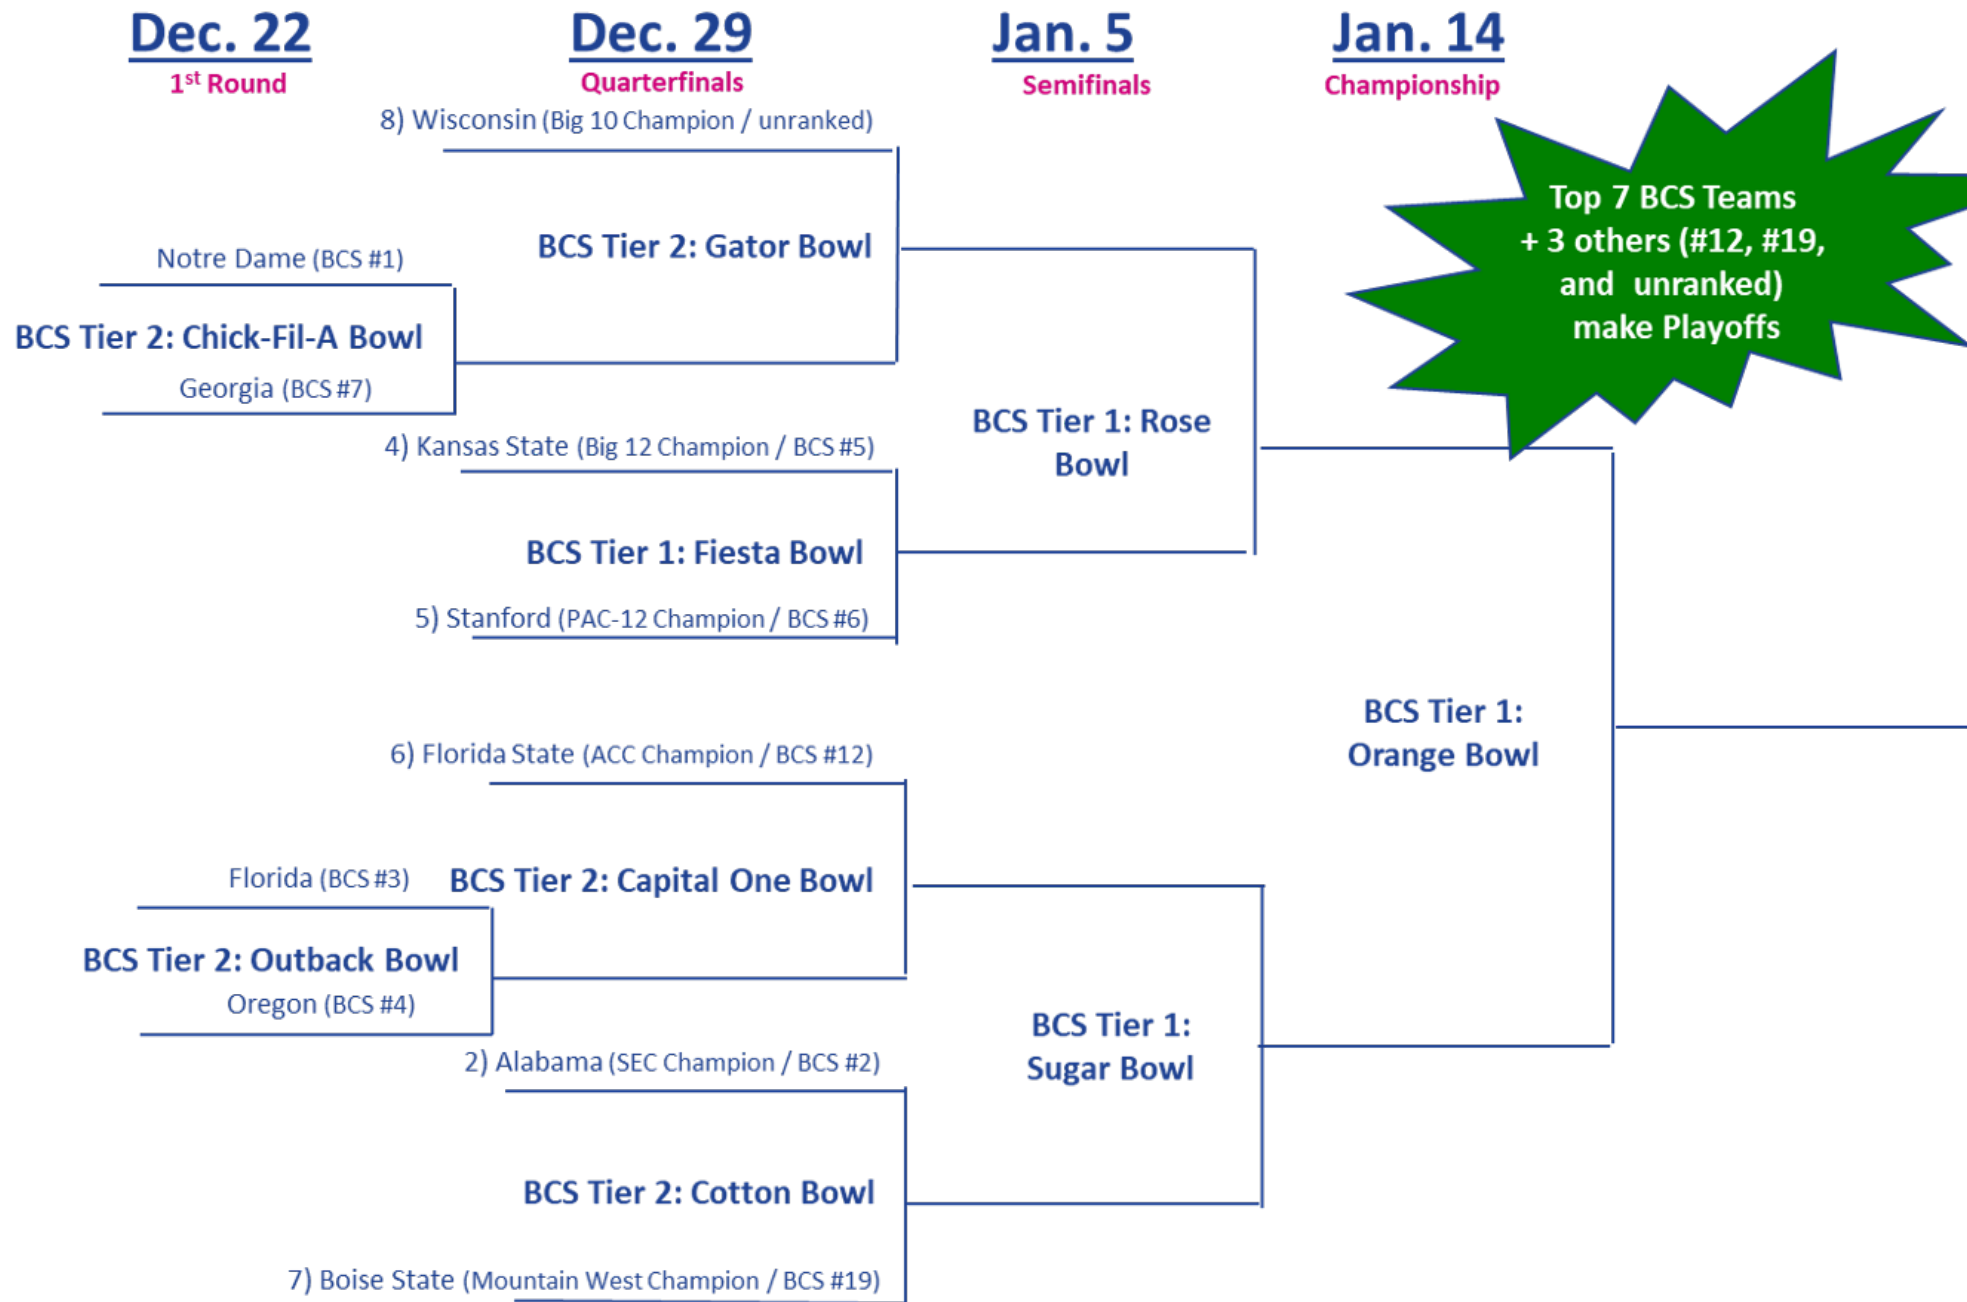 Dec. 22
Dec. 29
Jan. 5
Jan. 14
1st Round
Quarterfinals
Semifinals
Championship
8) Wisconsin (Big 10 Champion / unranked)
Top 7 BCS Teams
+ 3 others (#12, #19,
and unranked)
make Playoffs
BCS Tier 2: Gator Bowl
Notre Dame (BCS #1)
BCS Tier 2: Chick-Fil-A Bowl
Georgia (BCS #7)
BCS Tier 1: Rose
Bowl
4) Kansas State (Big 12 Champion / BCS #5)
BCS Tier 1: Fiesta Bowl
5) Stanford (PAC-12 Champion / BCS #6)
BCS Tier 1:
Orange Bowl
6) Florida State (ACC Champion / BCS #12)
Florida (BCS #3)
BCS Tier 2: Capital One Bowl
BCS Tier 2: Outback Bowl
Oregon (BCS #4)
BCS Tier 1:
Sugar Bowl
2) Alabama (SEC Champion / BCS #2)
BCS Tier 2: Cotton Bowl
7) Boise State (Mountain West Champion / BCS #19)